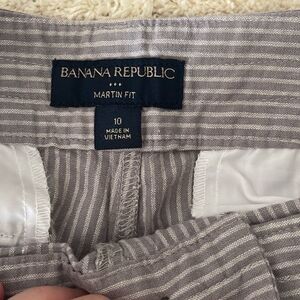 BANANA REPUBLIC
MARTIN FIT
10
MADE IN
VIETNAM